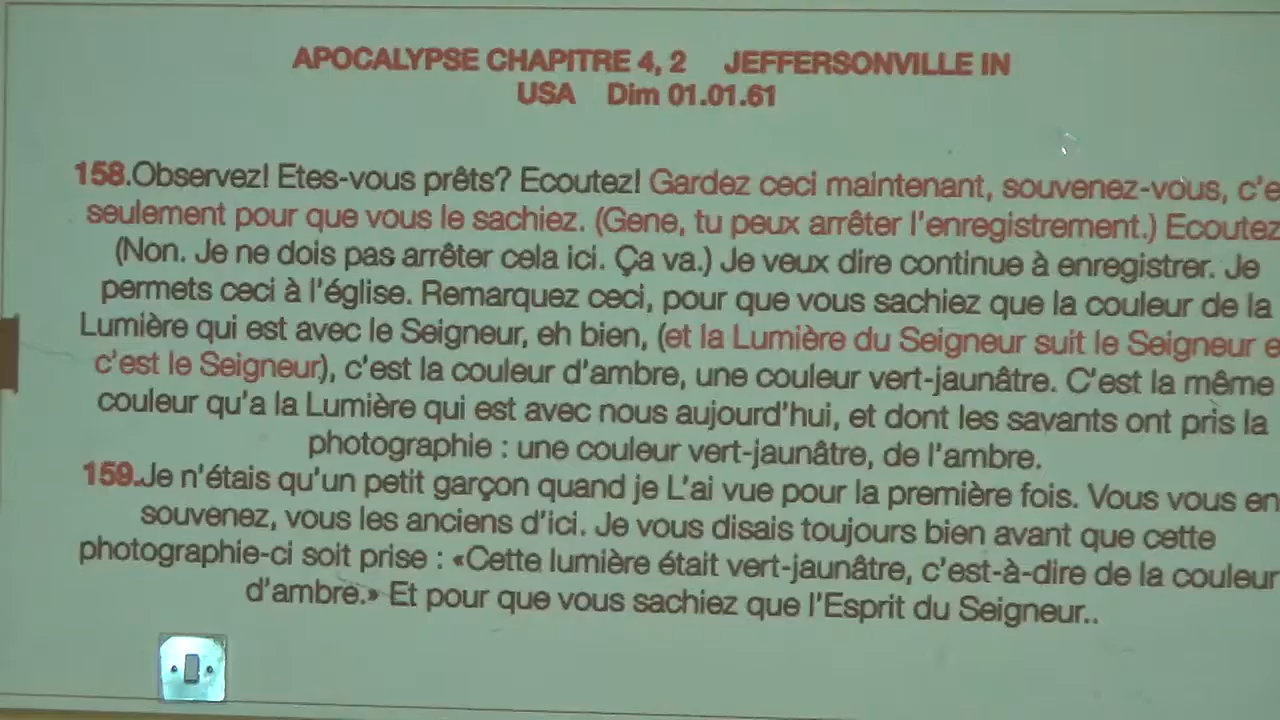 APOCALYPSE CHAPITRE 4, 2 JEFFERSONVILLE IN
USA Dim 01.01.61
158.Observez! Etes-vous prêts? Ecoutez! Gardez ceci maintenant, souvenez-vous, c'e
seulement pour que vous le sachiez. (Gene, tu peux arrêter l'enregistrement.) Ecoutez
(Non. Je ne dois pas arrêter cela ici. Ça va.) Je veux dire continue à enregistrer. Je
permets ceci à l'église. Remarquez ceci, pour que vous sachiez que la couleur de la
Lumière qui est avec le Seigneur, eh bien, (et la Lumière du Seigneur suit le Seigneur e
c'est le Seigneur), c'est la couleur d'ambre, une couleur vert-jaunâtre. C'est la même
couleur qu'a la Lumière qui est avec nous aujourd'hui, et dont les savants ont pris la
photographie : une couleur vert-jaunâtre, de l'ambre.
159.Je n'étais qu'un petit garçon quand je L'ai vue pour la première fois. Vous vous en
souvenez, vous les anciens d'ici. Je vous disais toujours bien avant que cette
photographie-ci soit prise : «Cette lumière était vert-jaunâtre, c'est-à-dire de la couleur
d'ambre.» Et pour que vous sachiez que l'Esprit du Seigneur..